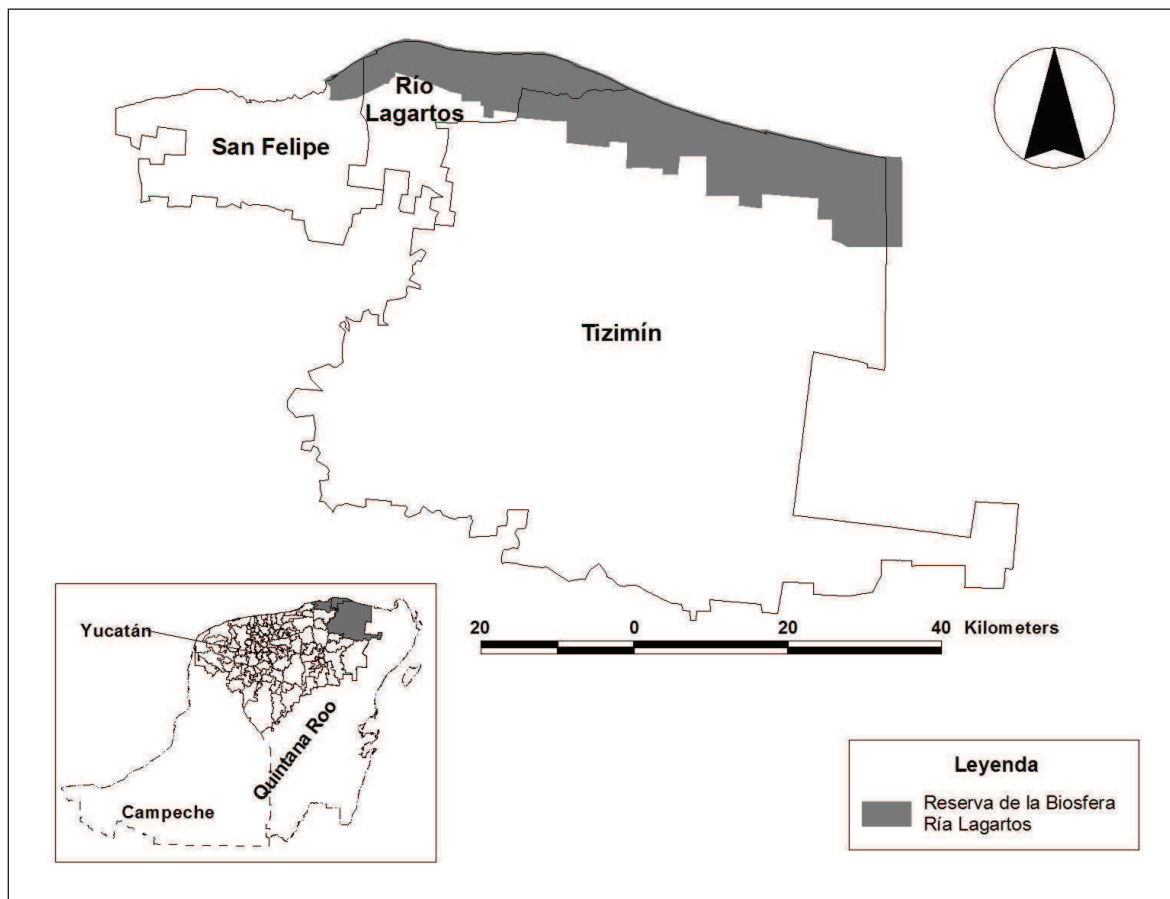 Río
Lagartos
San Felipe
Tizimín
20 0 20 40 Kilometers
Yucatán
Quintana Roo
Campeche
Leyenda
Reserva de la Biosfera
Ría Lagartos